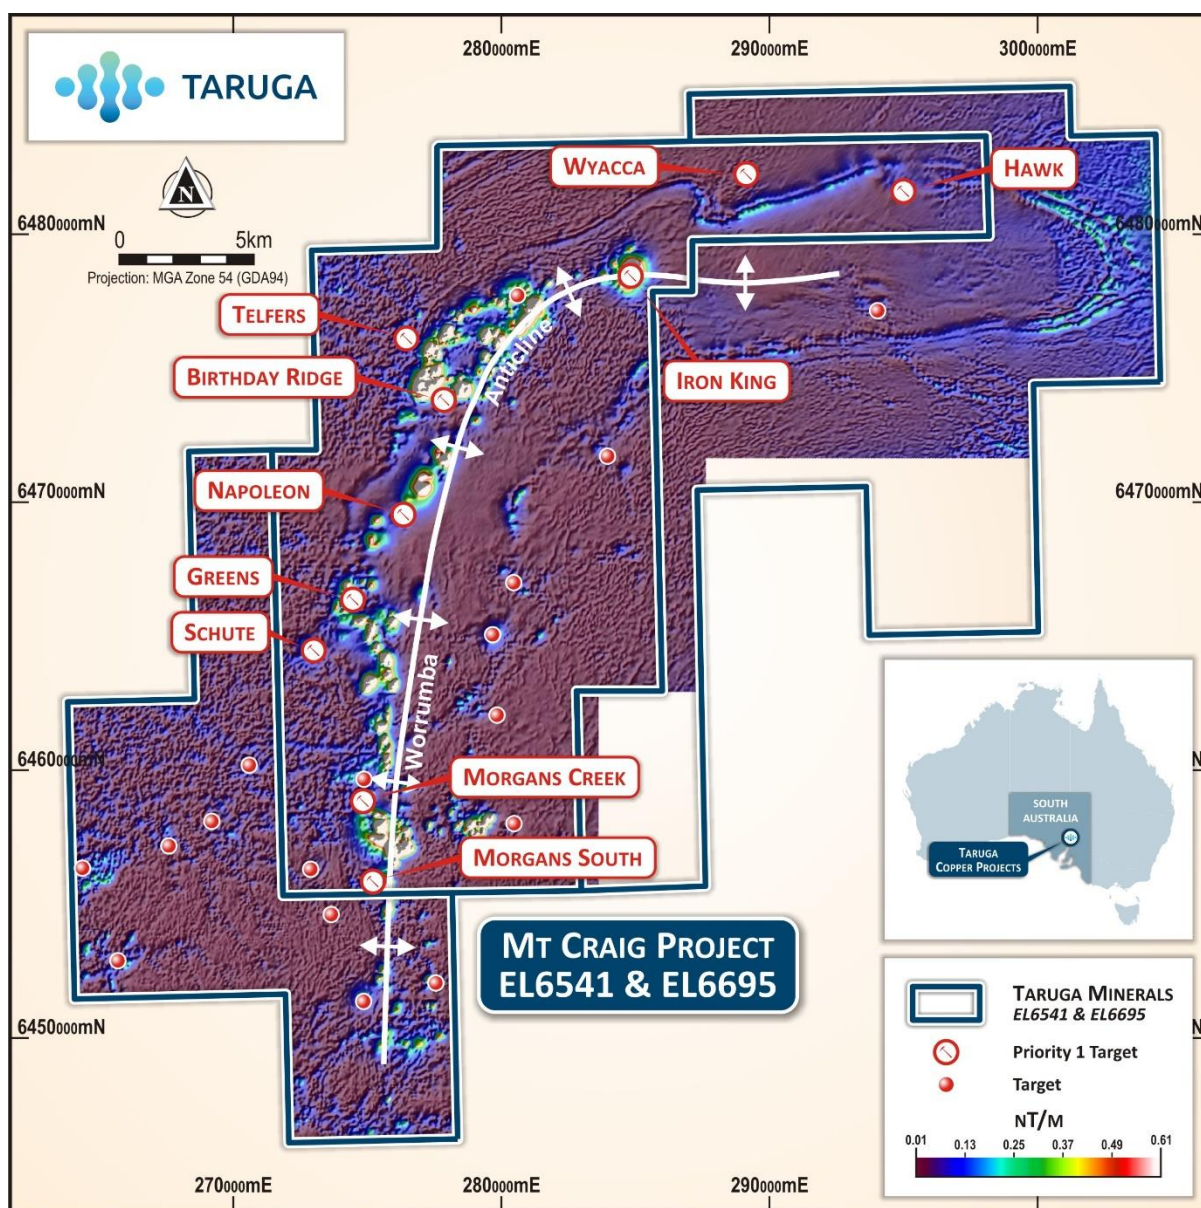 280000mE
290000mE
300000mE
TARUGA
N
0 5km
Projection: MGA Zone 54 (GDA94)
6480000mN
6480000mN
WYACCA
HAWK
TELFERS
BIRTHDAY RIDGE
IRON KING
Anticline
NAPOLEON
6470000mN
6470000mN
GREENS
SCHUTE
Worrumba
6460000mN
MORGANS CREEK
MORGANS SOUTH
SOUTH
AUSTRALIA
TARUGA
COPPER PROJECTS
MT CRAIG PROJECT
EL6541 & EL6695
6450000mN
N
TARUGA MINERALS
EL6541 & EL6695
Priority 1 Target
Target
NT/M
0.01 0.13 0.25 0.37 0.49 0.61
270000mE
280000mE
290000mE